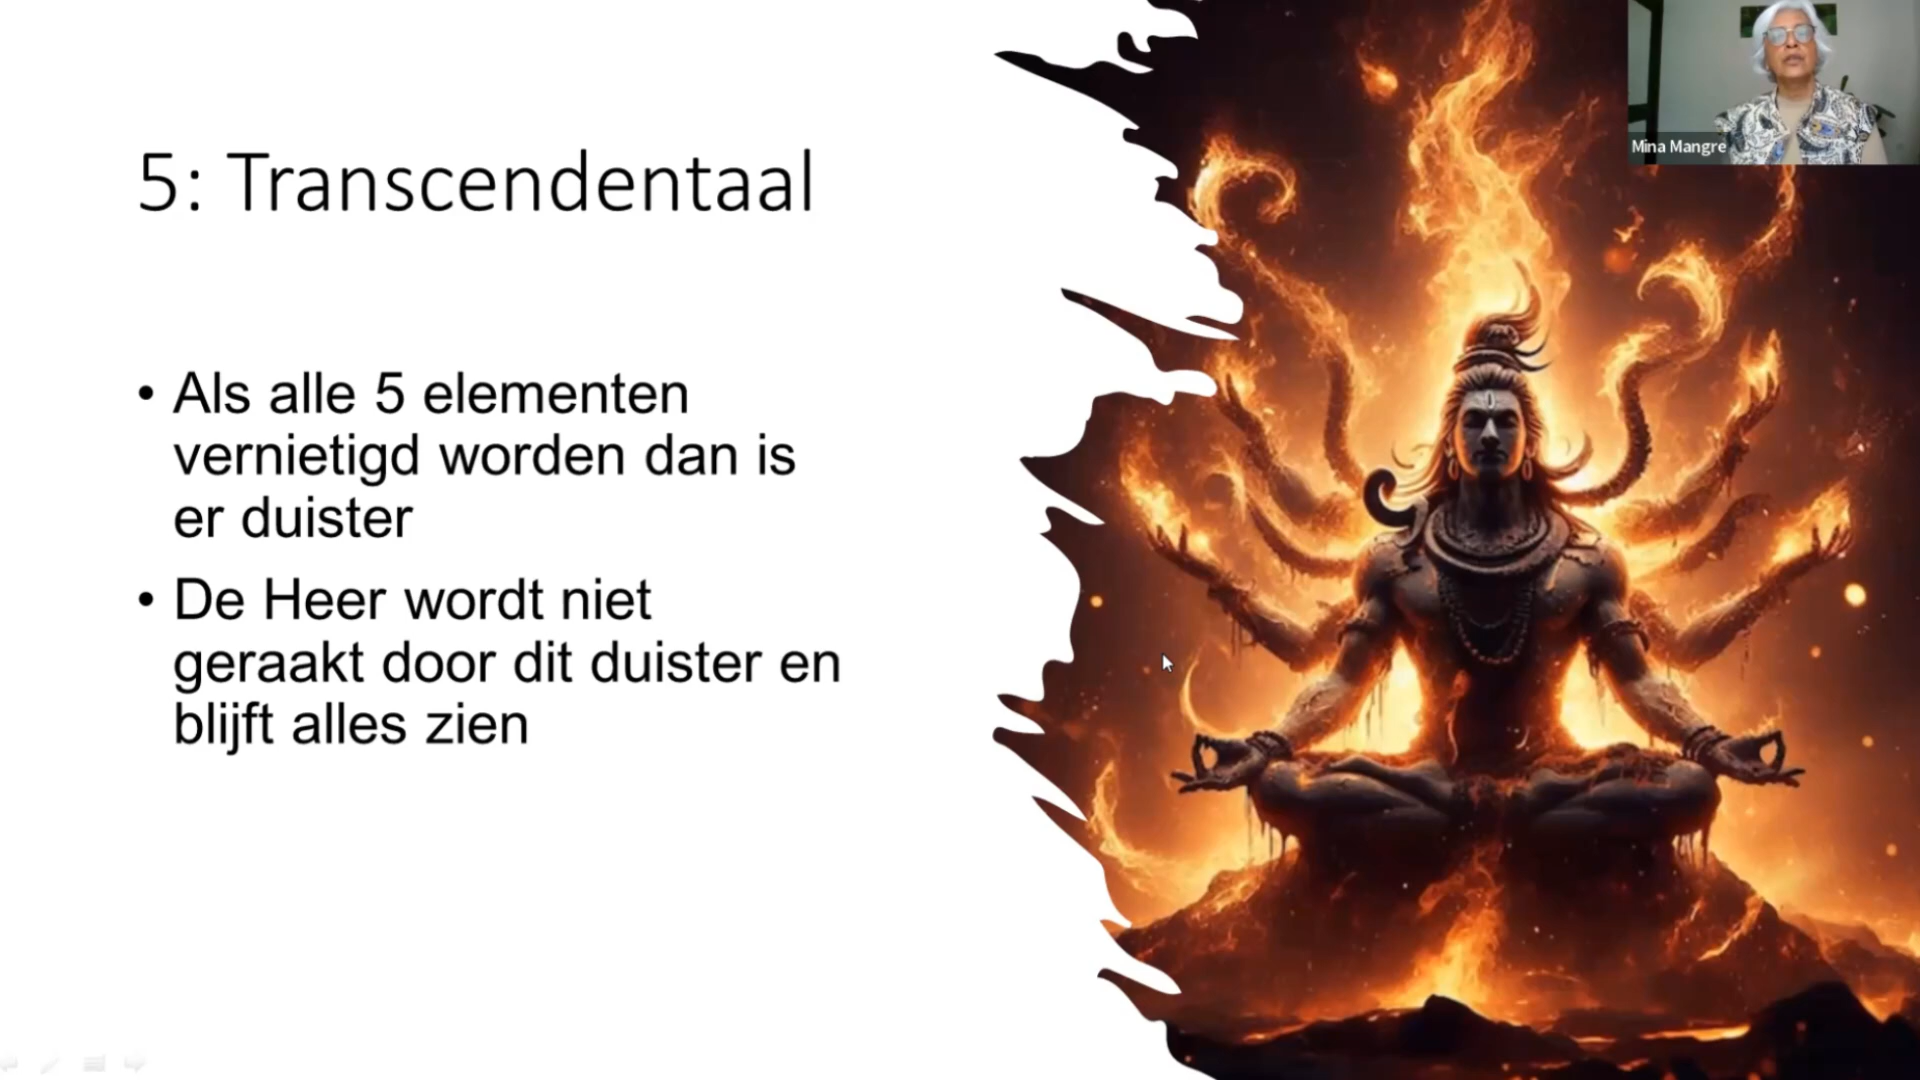 5: Transcendentaal
• Als alle 5 elementen
vernietigd worden dan is
er duister
• De Heer wordt niet
geraakt door dit duister en
blijft alles zien
Mina Mangre